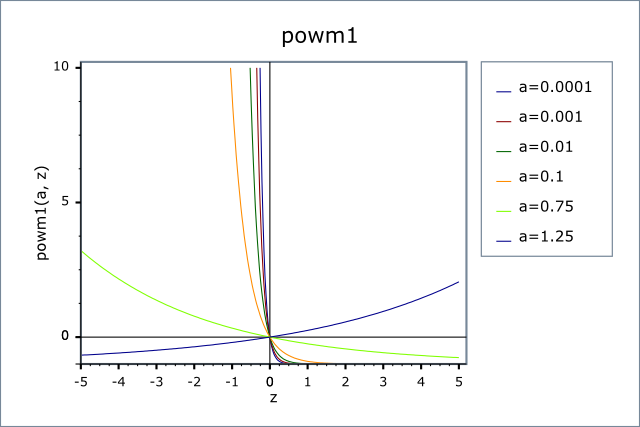 powm1
10
5
0
powm1(a, z)
-5 -4 -3 -2 -1 0 1 2 3 4 5
z
a=0.0001
a=0.001
a=0.01
a=0.1
a=0.75
a=1.25